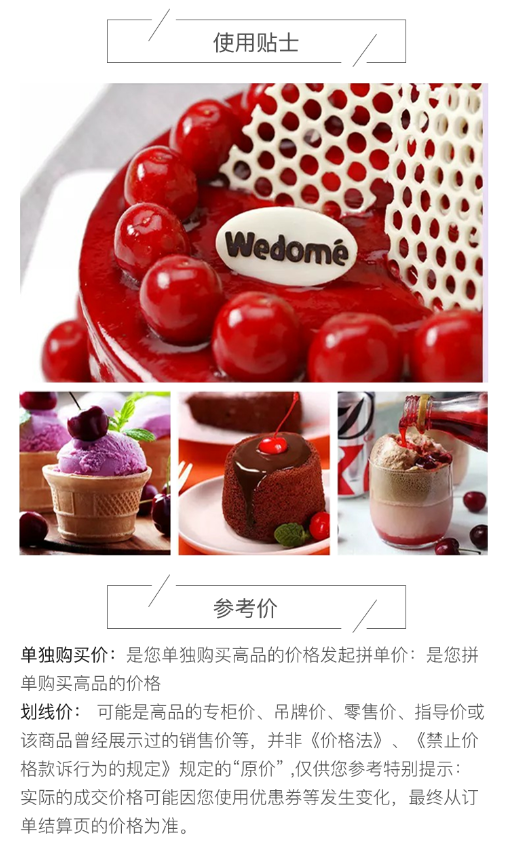 使用贴士
Wedomé
参考价
单独购买价：是您单独购买高品的价格发起拼单价：是您拼
单购买高品的价格
划线价： 可能是高品的专柜价、吊牌价、零售价、指导价或
该商品曾经展示过的销售价等，并非《价格法》、《禁止价
格款诉行为的规定》规定的“原价”,仅供您参考特别提示：
实际的成交价格可能因您使用优惠券等发生变化，最终从订
单结算页的价格为准。